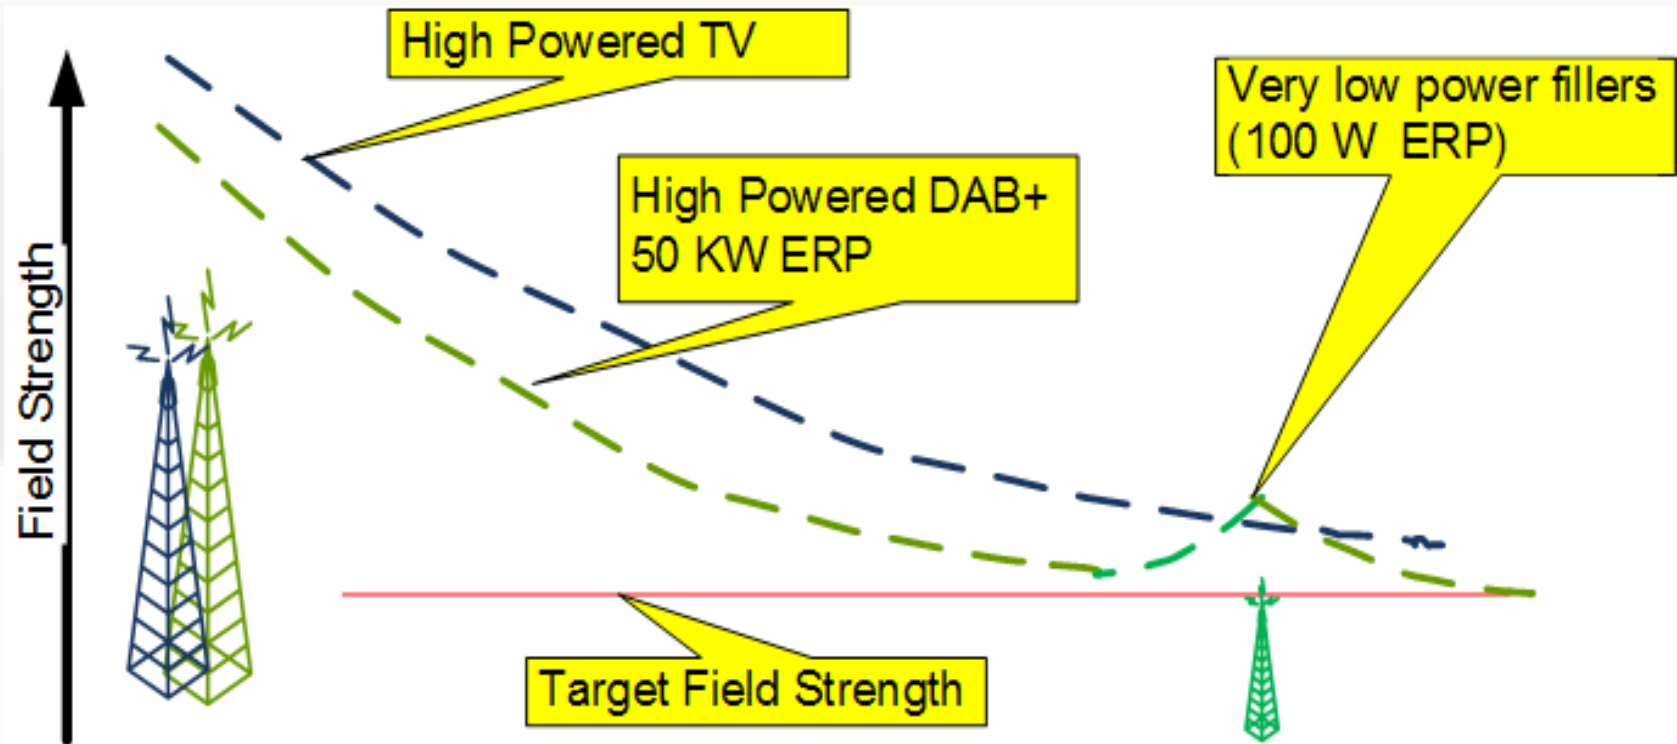 High Powered TV
Very low power fillers
(100 W ERP)
High Powered DAB+
50 KW ERP
Field Strength
Target Field Strength